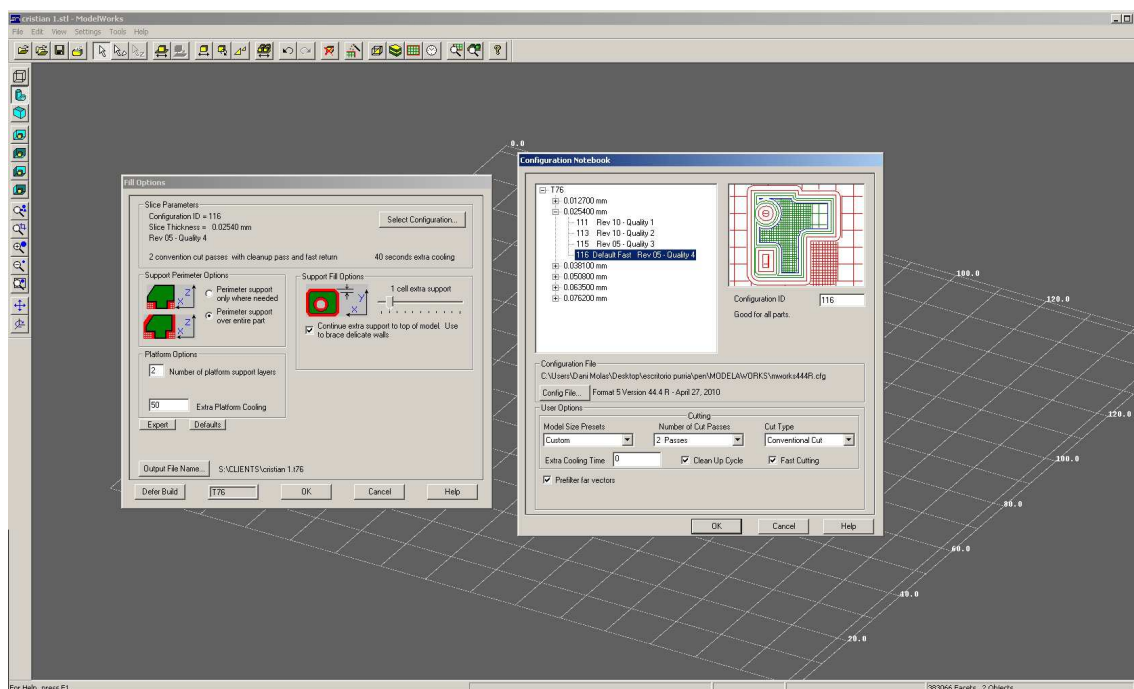 cristian 1.stl - ModelWorks
File Edit View Settings Tools Help
0.0
100.0
120.0
120.0
100.0
80.0
60.0
40.0
20.0
Fill Options
Slice Parameters
Configuration ID = 116
Slice Thickness = 0.02540 mm
Rev 05 - Quality 4
Select Configuration...
2 convention cut passes with cleanup pass and fast return
40 seconds extra cooling
Support Perimeter Options
Z
X
Perimeter support
only where needed
Z
X
Perimeter support
over entire part
Support Fill Options
Y
X
1 cell extra support
Continue extra support to top of model. Use
to brace delicate walls
Platform Options
2 Number of platform support layers
50 Extra Platform Cooling
Expert Defaults
Output File Name... S:\CLIENTS\cristian 1.t76
Defer Build T76 OK Cancel Help
Configuration Notebook
T76
0.012700 mm
0.025400 mm
111 Rev 10 - Quality 1
113 Rev 10 - Quality 2
115 Rev 05 - Quality 3
116 Default Fast Rev 05 - Quality 4
0.038100 mm
0.050800 mm
0.063500 mm
0.076200 mm
Configuration ID 116
Good for all parts.
Configuration File
C:\Users\Dani Molas\Desktop\escritorio purria\pen\MODELAWORKS\mworks444R.cfg
Config File... Format 5 Version 44.4 R - April 27, 2010
User Options
Cutting
Model Size Presets Number of Cut Passes Cut Type
Custom 2 Passes Conventional Cut
Extra Cooling Time 0 Clean Up Cycle Fast Cutting
Prefilter far vectors
OK Cancel Help
For Help, press F1
383066 Facets, 2 Objects